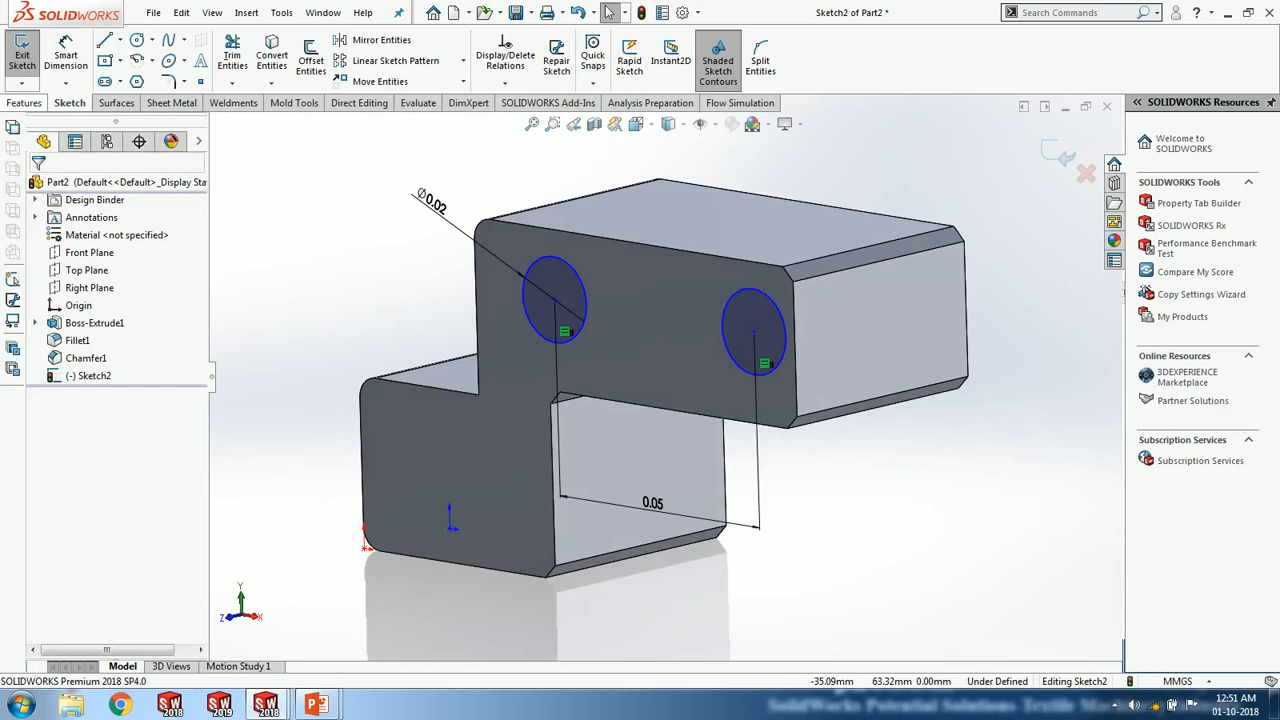 SOLIDWORKS
File Edit View Insert Tools Window Help
Sketch2 of Part2 *
Search Commands
Exit Sketch
Smart Dimension
Trim Entities
Convert Entities
Offset Entities
Mirror Entities
Linear Sketch Pattern
Move Entities
Display/Delete Relations
Repair Sketch
Quick Snaps
Rapid Sketch
Instant2D
Shaded Sketch Contours
Split Entities
Features Sketch Surfaces Sheet Metal Weldments Mold Tools Direct Editing Evaluate DimXpert SOLIDWORKS Add-Ins Analysis Preparation Flow Simulation
Part2 (Default<<Default>_Display Sta
Design Binder
Annotations
Material <not specified>
Front Plane
Top Plane
Right Plane
Origin
Boss-Extrude1
Fillet1
Chamfer1
(-) Sketch2
Ø0.02
0.05
Y
Z
X
SOLIDWORKS Resources
Welcome to SOLIDWORKS
SOLIDWORKS Tools
Property Tab Builder
SOLIDWORKS Rx
Performance Benchmark Test
Compare My Score
Copy Settings Wizard
My Products
Online Resources
3DEXPERIENCE Marketplace
Partner Solutions
Subscription Services
Subscription Services
Model 3D Views Motion Study 1
SOLIDWORKS Premium 2018 SP4.0
-35.09mm 63.32mm 0.00mm Under Defined Editing Sketch2 MMGS
SW 2018
SW 2019
SW 2018
12:51 AM
01-10-2018